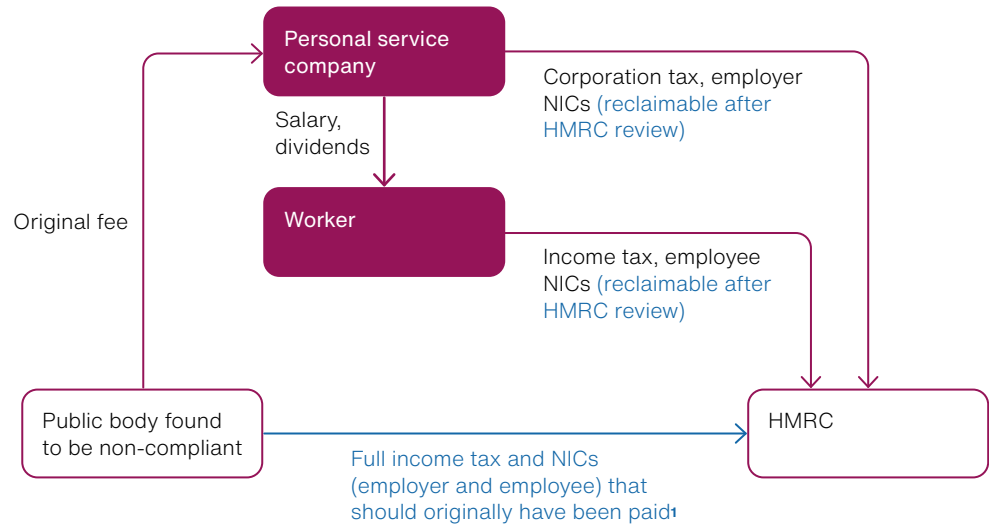 Personal service
company
Corporation tax, employer
NICs (reclaimable after
HMRC review)
Salary,
dividends
Original fee
Worker
Income tax, employee
NICs (reclaimable after
HMRC review)
Public body found
to be non-compliant
HMRC
Full income tax and NICs
(employer and employee) that
should originally have been paid1